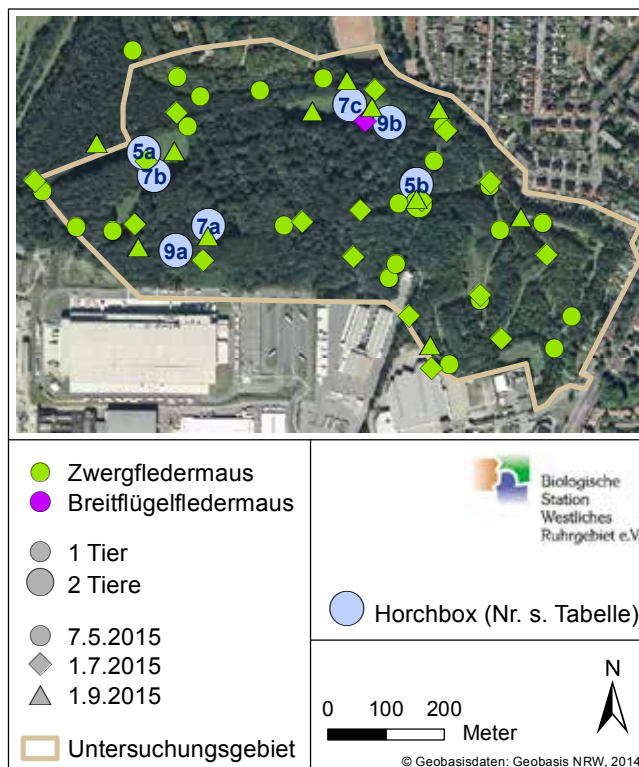 7c
9b
5a
7b
5b
7a
9a
Zwergfledermaus
Breitflügelfledermaus
1 Tier
2 Tiere
7.5.2015
1.7.2015
1.9.2015
Untersuchungsgebiet
Biologische
Station
Westliches
Ruhrgebiet e.V.
Horchbox (Nr. s. Tabelle)
N
0 100 200
Meter
© Geobasisdaten: Geobasis NRW, 2014